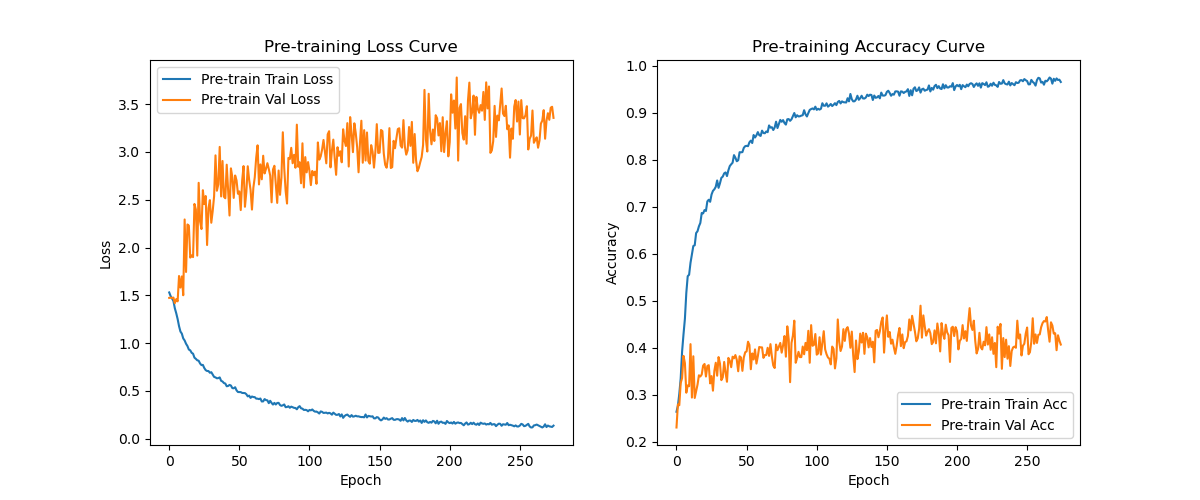 Pre-training Loss Curve
Pre-train Train Loss
Pre-train Val Loss
Loss
3.5
3.0
2.5
2.0
1.5
1.0
0.5
0.0
0 50 100 150 200 250
Epoch
Pre-training Accuracy Curve
Accuracy
1.0
0.9
0.8
0.7
0.6
0.5
0.4
0.3
0.2
Pre-train Train Acc
Pre-train Val Acc
0 50 100 150 200 250
Epoch